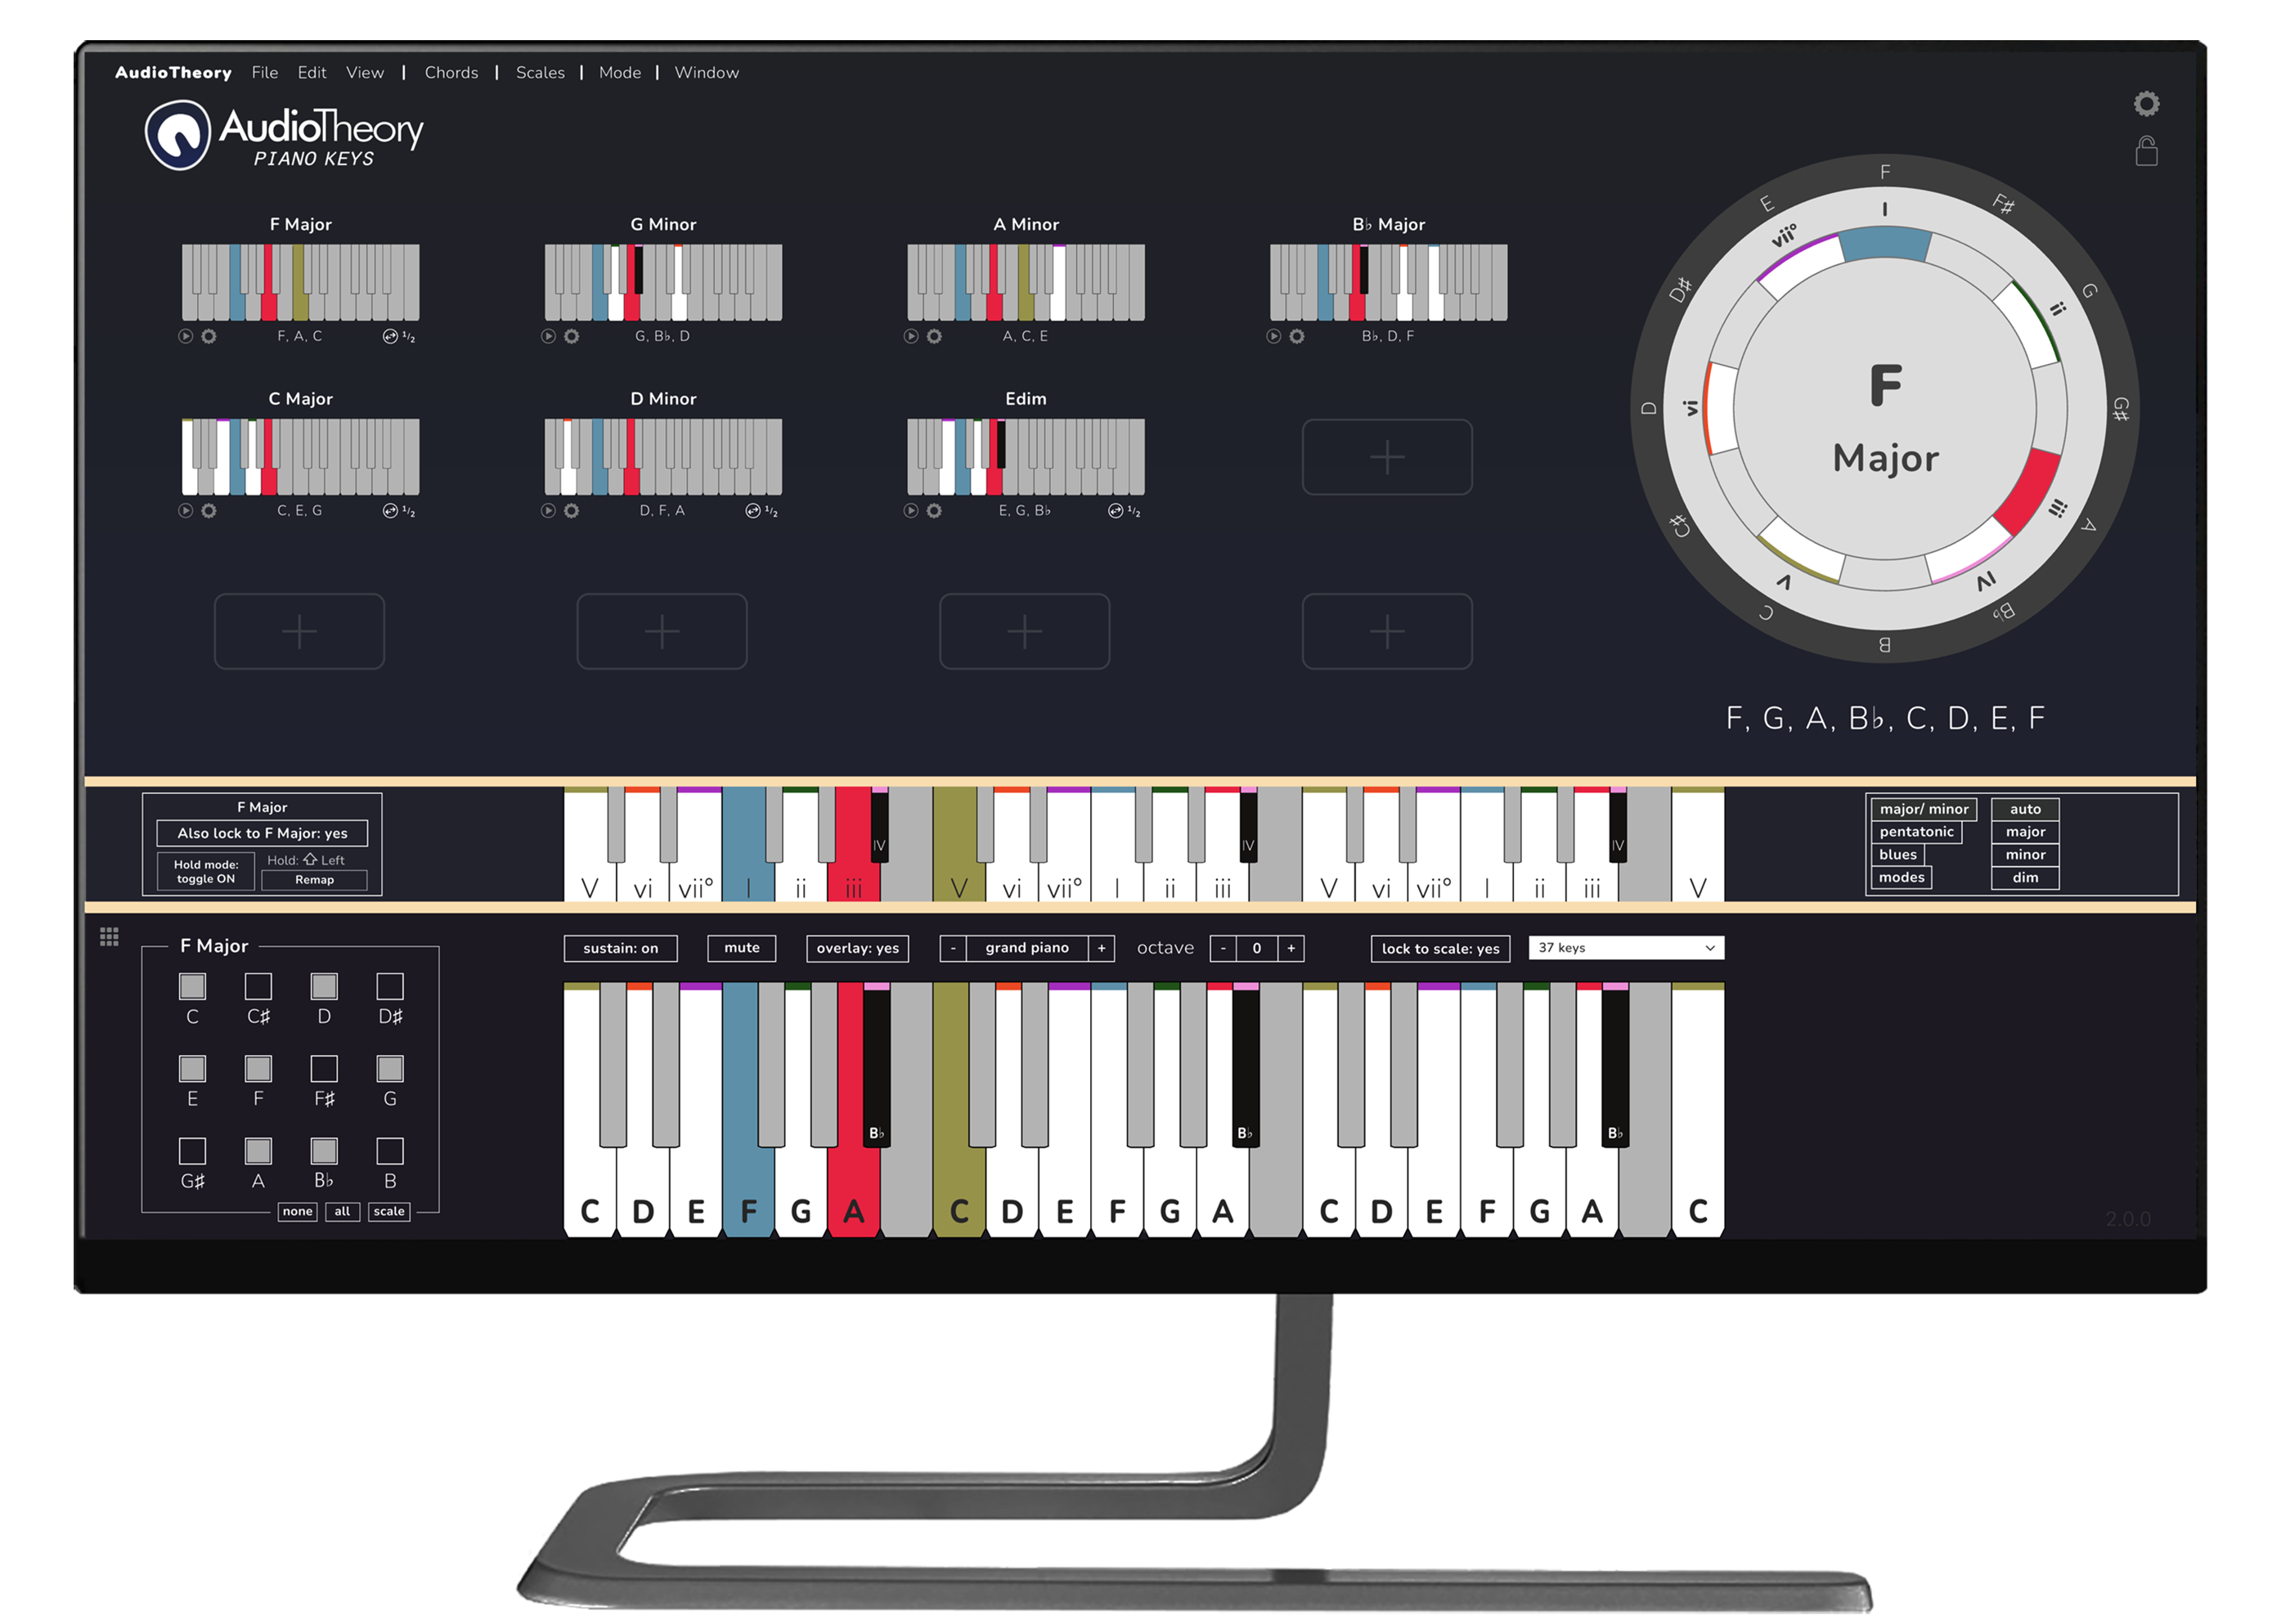 AudioTheory File Edit View | Chords | Scales | Mode | Window
AudioTheory
PIANO KEYS
F Major
F, A, C
1/2
G Minor
G, B♭, D
A Minor
A, C, E
B♭ Major
B♭, D, F
C Major
C, E, G
1/2
D Minor
D, F, A
1/2
Edim
E, G, B♭
1/2
F F# G G# A B♭ B C C# D D# E
I ii iii IV V vi vii°
F
Major
F, G, A, B♭, C, D, E, F
F Major
Also lock to F Major: yes
Hold mode:
toggle ON
Hold: Left
Remap
IV IV IV
V vi vii° I ii iii V vi vii° I ii iii V vi vii° I ii iii V
major/ minor auto
pentatonic major
blues minor
modes dim
F Major
C C♯ D D♯
E F F♯ G
G♯ A B♭ B
none all scale
sustain: on mute overlay: yes - grand piano + octave - 0 + lock to scale: yes 37 keys
B♭ B♭ B♭
C D E F G A C D E F G A C D E F G A C
2.0.0